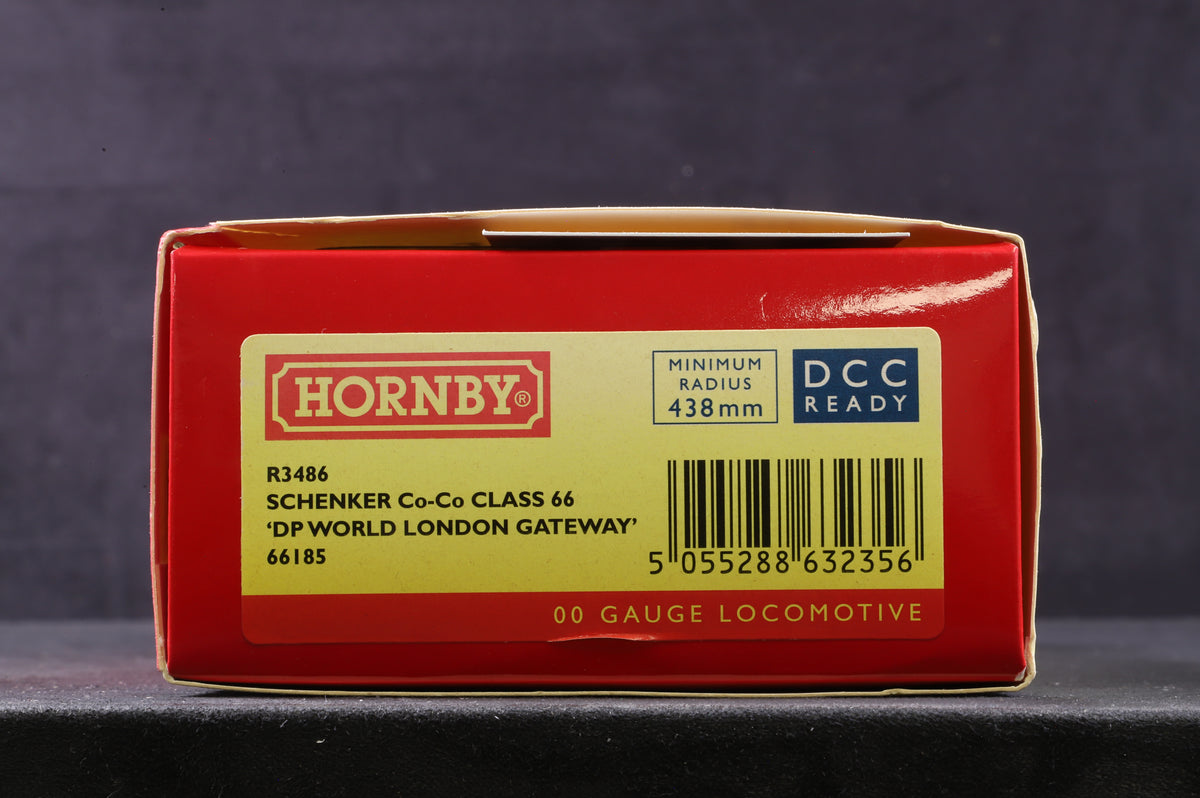 HORNBY®
MINIMUM
RADIUS
438mm
DCC
READY
R3486
SCHENKER Co-Co CLASS 66
‘DP WORLD LONDON GATEWAY’
66185
5 055288 632356
00 GAUGE LOCOMOTIVE